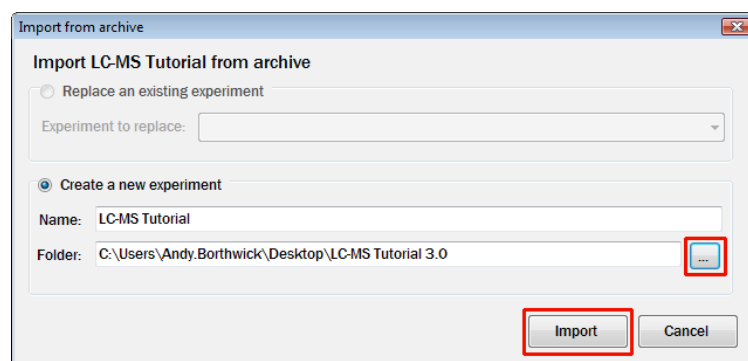 Import from archive
Import LC-MS Tutorial from archive
Replace an existing experiment
Experiment to replace:
Create a new experiment
Name: LC-MS Tutorial
Folder: C:\Users\Andy.Borthwick\Desktop\LC-MS Tutorial 3.0 ...
Import Cancel